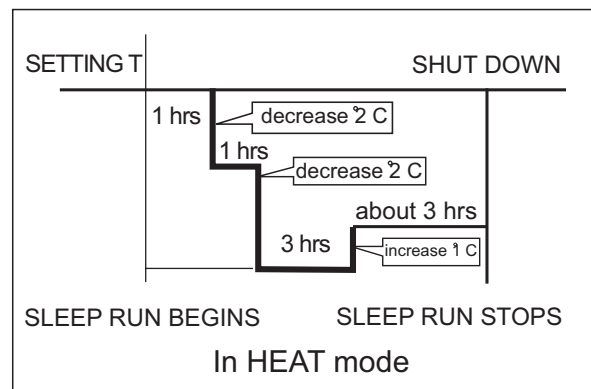 SETTING T SHUT DOWN
1 hrs decrease °2 C
1 hrs
decrease °2 C
about 3 hrs
3 hrs increase °1 C
SLEEP RUN BEGINS SLEEP RUN STOPS
In HEAT mode